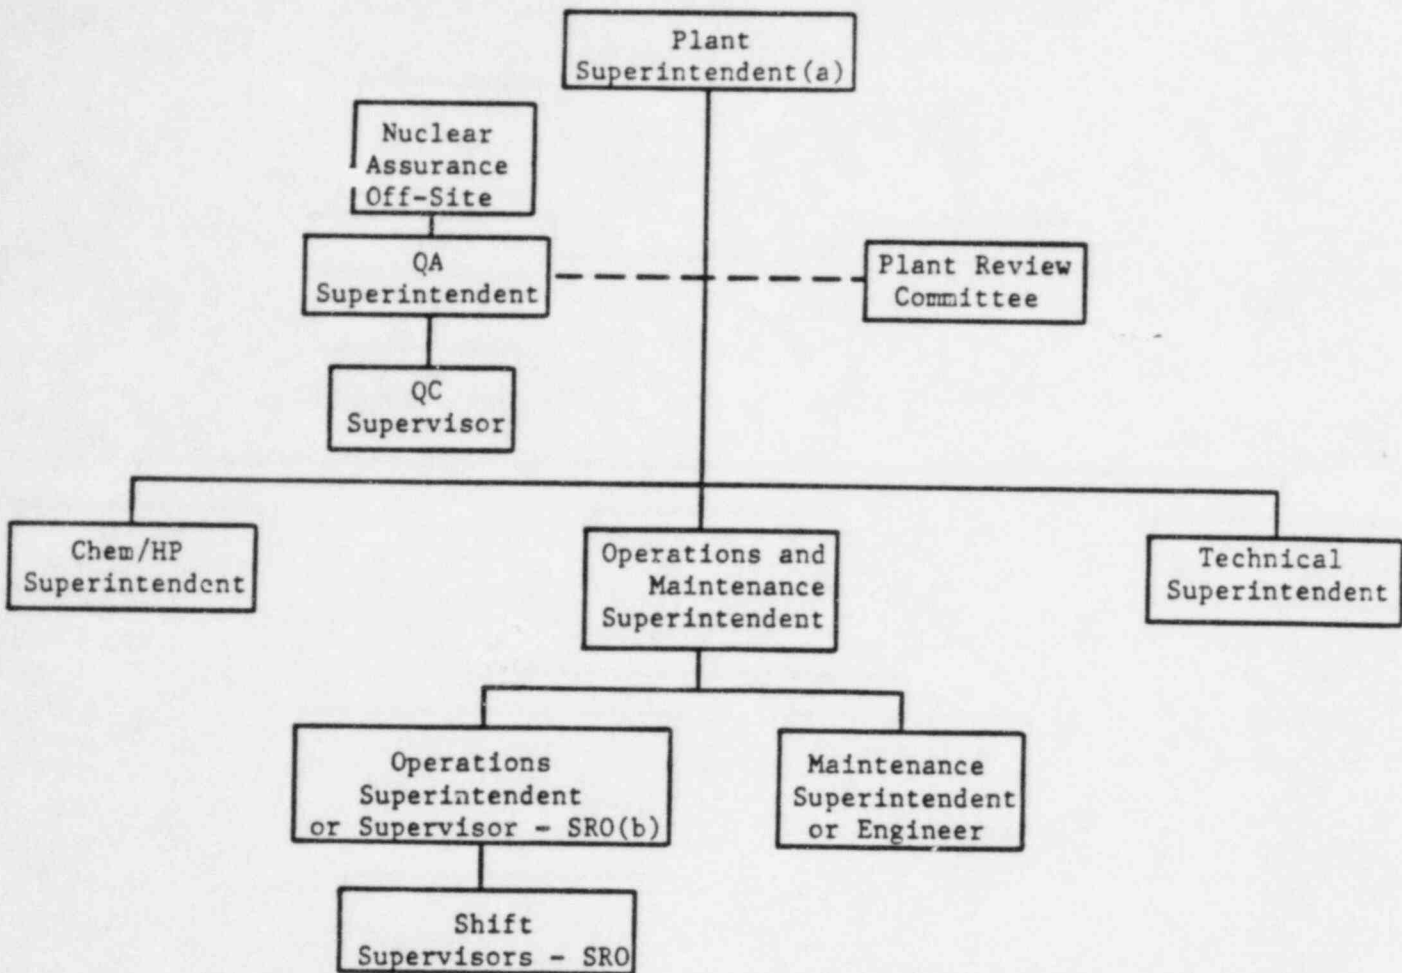 Plant
Superintendent(a)
Nuclear
Assurance
Off-Site
QA
Superintendent
Plant Review
Committee
QC
Supervisor
Chem/HP
Superintendent
Operations and
Maintenance
Superintendent
Technical
Superintendent
Operations
Superintendent
or Supervisor - SRO(b)
Maintenance
Superintendent
or Engineer
Shift
Supervisors - SRO